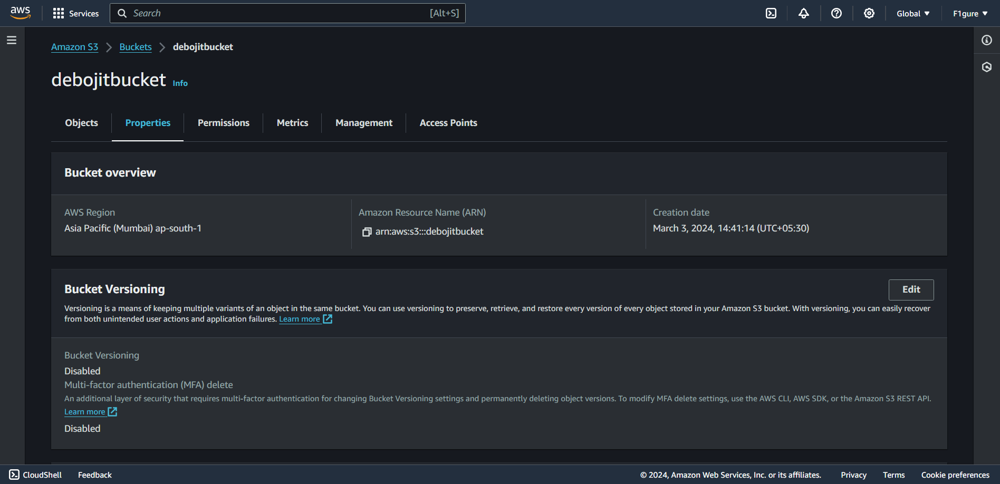 aws Services Search [Alt+S] Global F1gure
Amazon S3 Buckets debojitbucket
debojitbucket Info
Objects Properties Permissions Metrics Management Access Points
Bucket overview
AWS Region
Asia Pacific (Mumbai) ap-south-1
Amazon Resource Name (ARN)
arn:aws:s3:::debojitbucket
Creation date
March 3, 2024, 14:41:14 (UTC+05:30)
Bucket Versioning
Edit
Versioning is a means of keeping multiple variants of an object in the same bucket. You can use versioning to preserve, retrieve, and restore every version of every object stored in your Amazon S3 bucket. With versioning, you can easily recover
from both unintended user actions and application failures. Learn more
Bucket Versioning
Disabled
Multi-factor authentication (MFA) delete
An additional layer of security that requires multi-factor authentication for changing Bucket Versioning settings and permanently deleting object versions. To modify MFA delete settings, use the AWS CLI, AWS SDK, or the Amazon S3 REST API.
Learn more
Disabled
CloudShell Feedback © 2024, Amazon Web Services, Inc. or its affiliates. Privacy Terms Cookie preferences